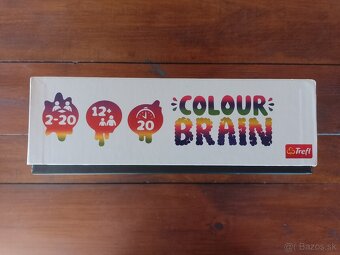 2-20
12+
20
COLOUR
BRAIN
Trefl
Bazos.sk